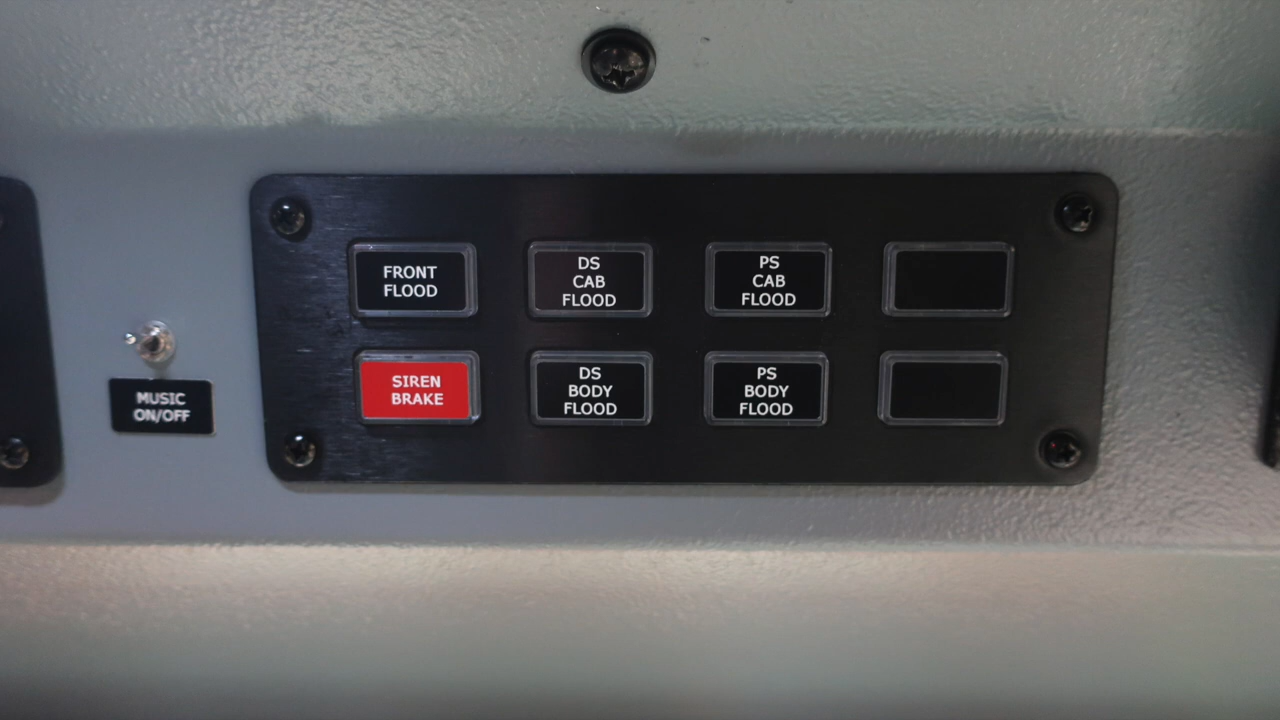 FRONT
FLOOD
DS
CAB
FLOOD
PS
CAB
FLOOD
SIREN
BRAKE
DS
BODY
FLOOD
PS
BODY
FLOOD
MUSIC
ON/OFF